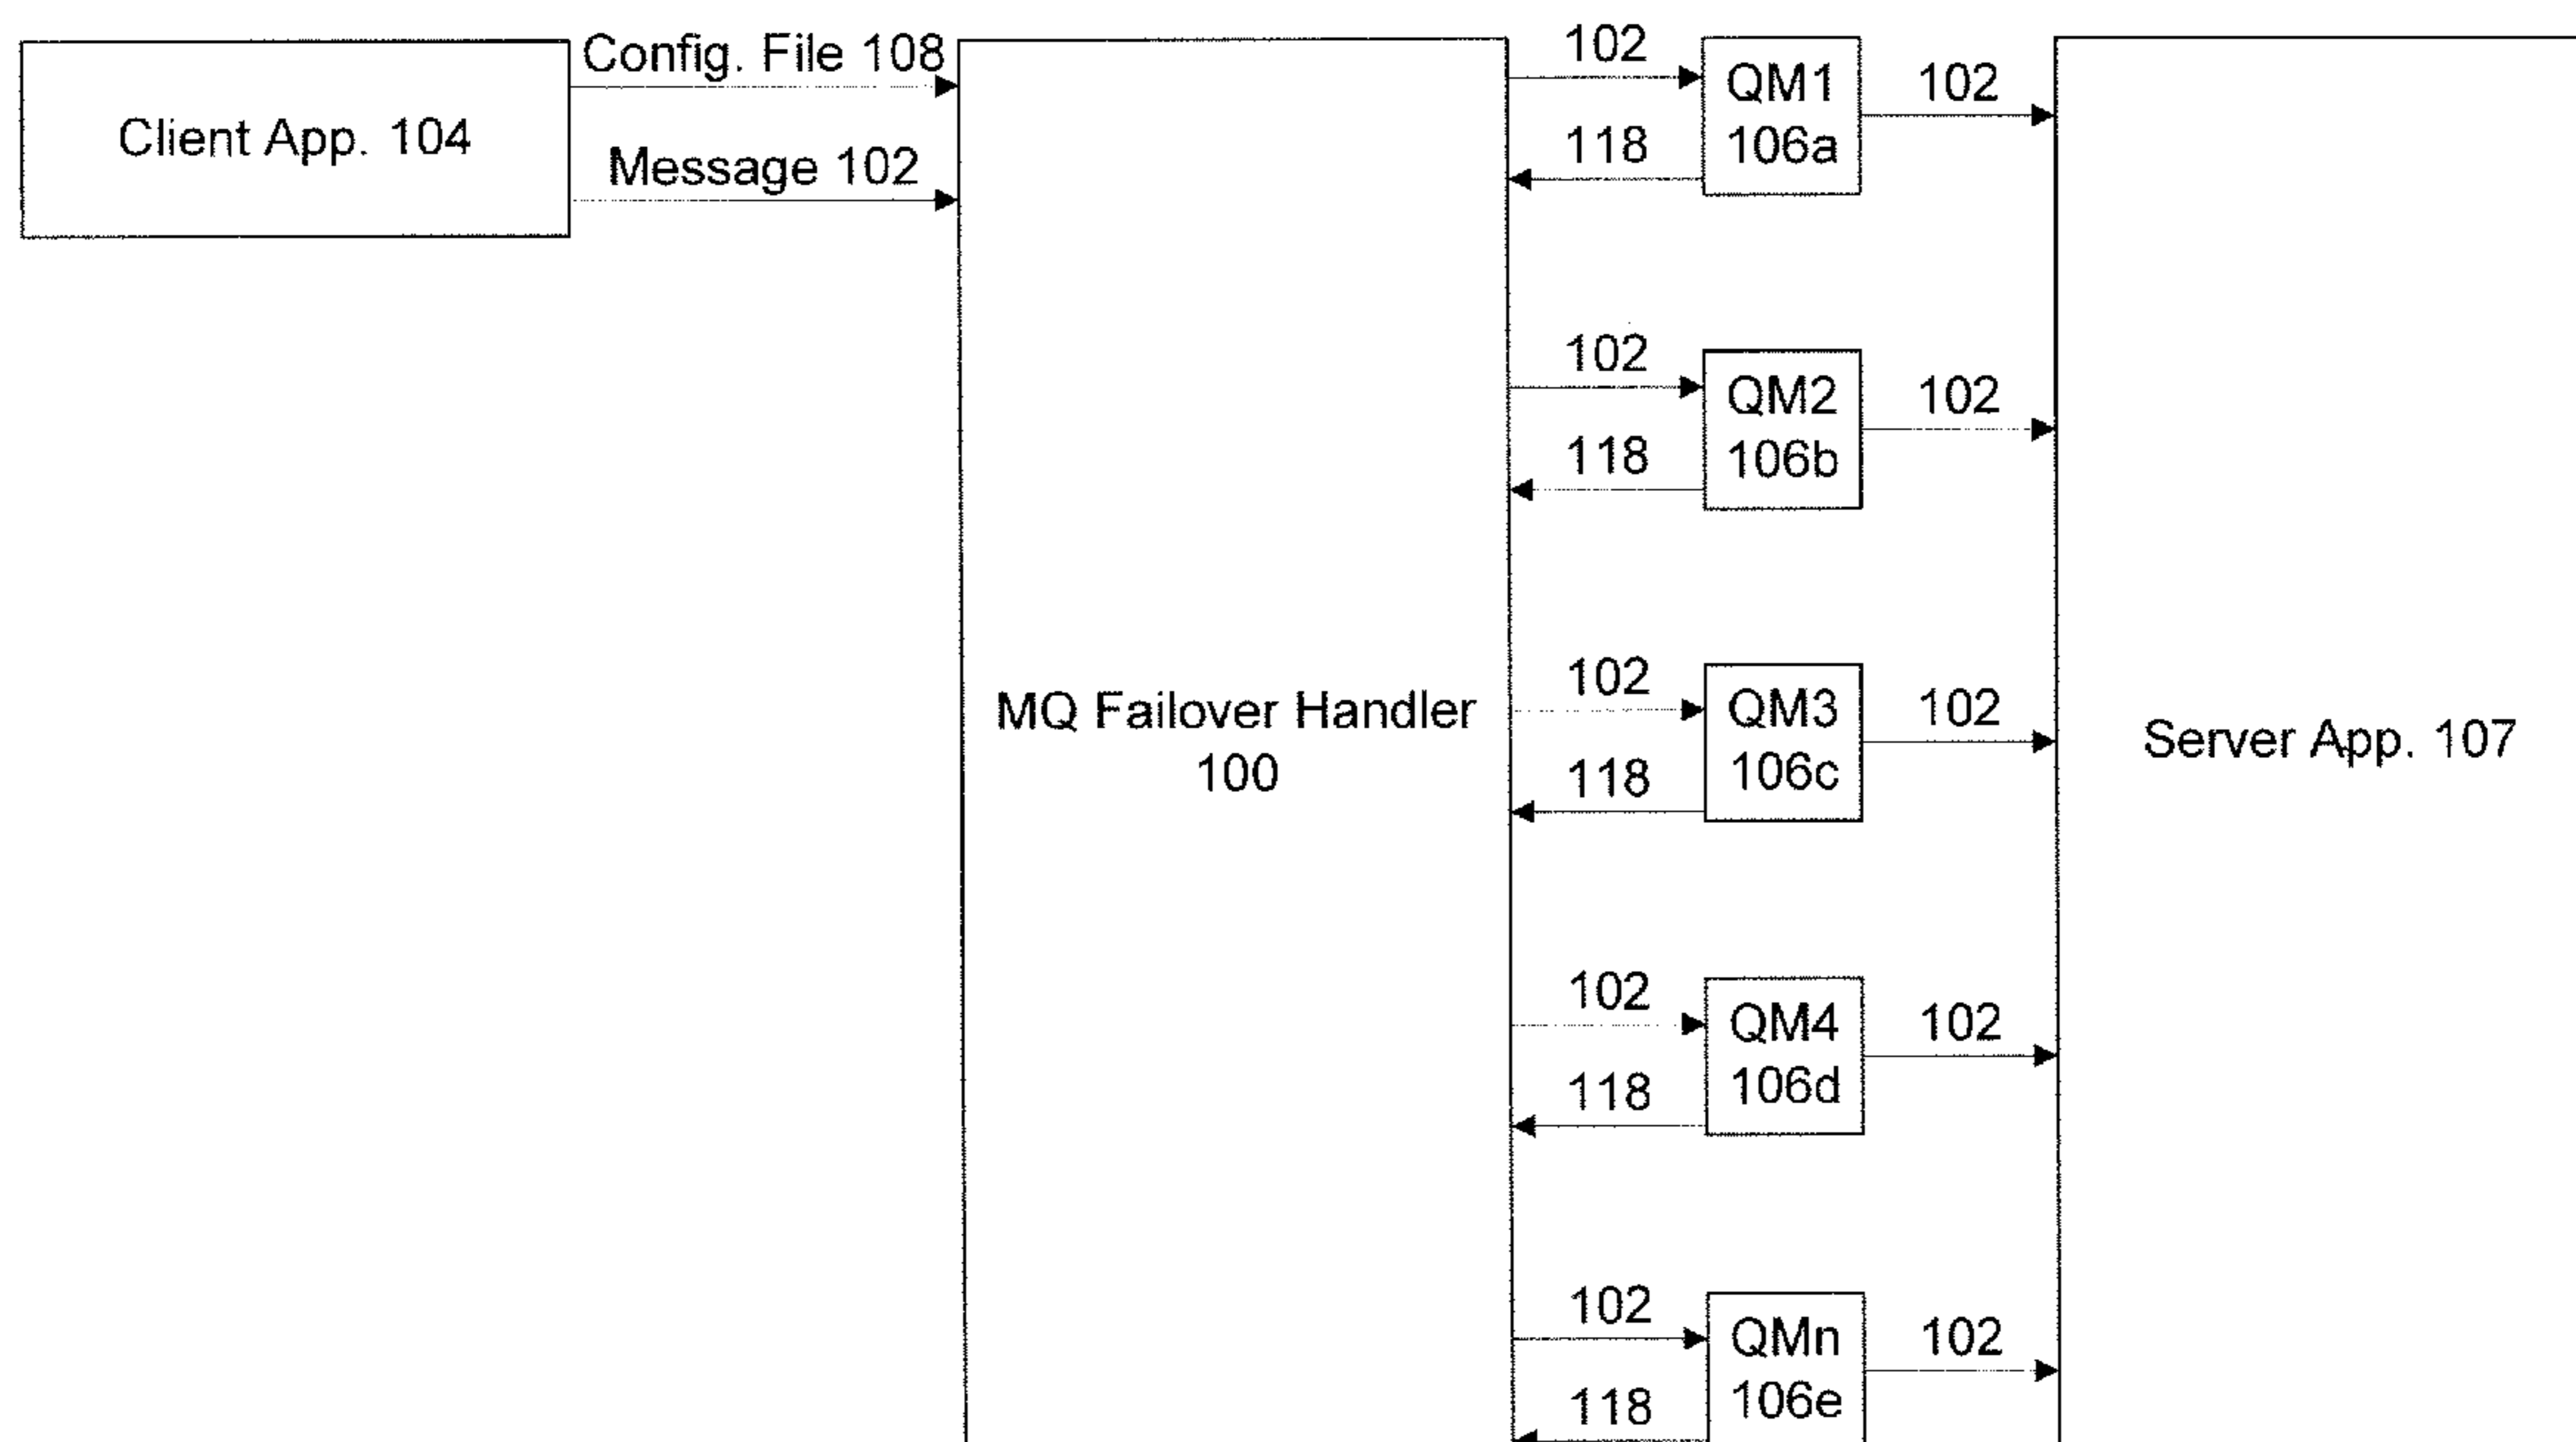 Client App. 104
Config. File 108
Message 102
MQ Failover Handler
100
102
118
QM1
106a
102
102
118
QM2
106b
102
102
118
QM3
106c
102
102
118
QM4
106d
102
102
118
QMn
106e
102
Server App. 107